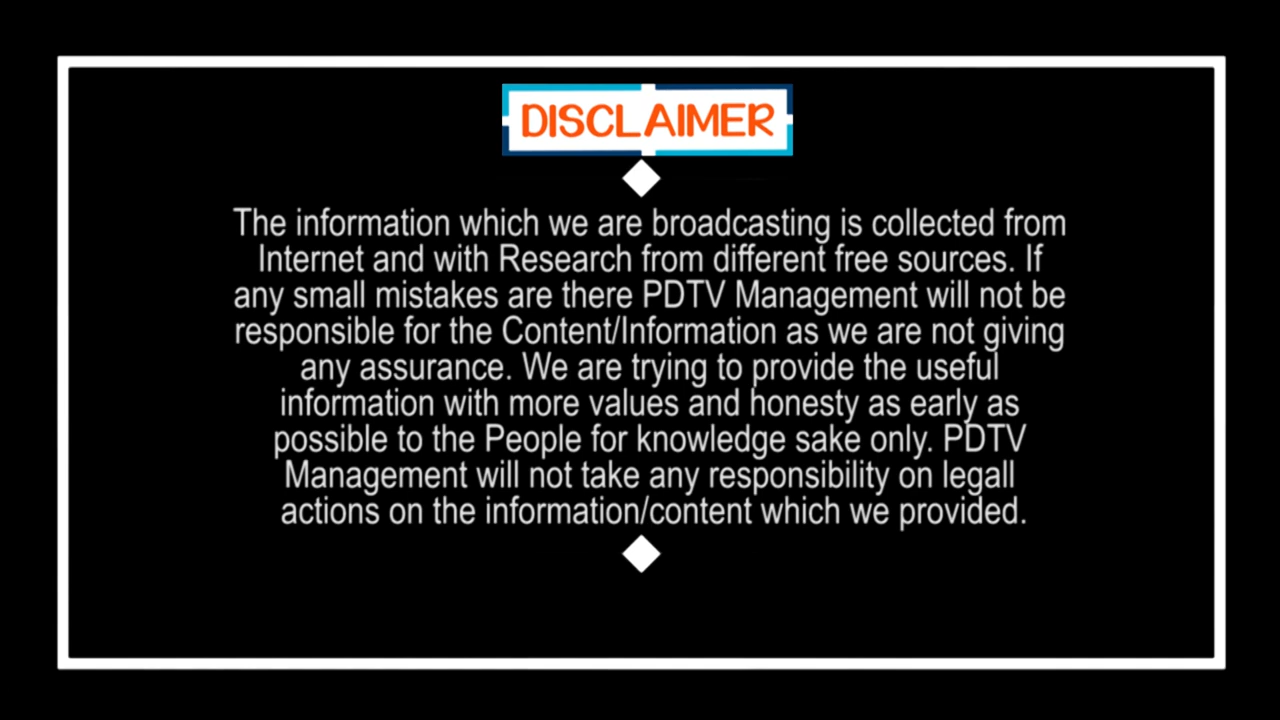 DISCLAIMER
The information which we are broadcasting is collected from
Internet and with Research from different free sources. If
any small mistakes are there PDTV Management will not be
responsible for the Content/Information as we are not giving
any assurance. We are trying to provide the useful
information with more values and honesty as early as
possible to the People for knowledge sake only. PDTV
Management will not take any responsibility on legall
actions on the information/content which we provided.